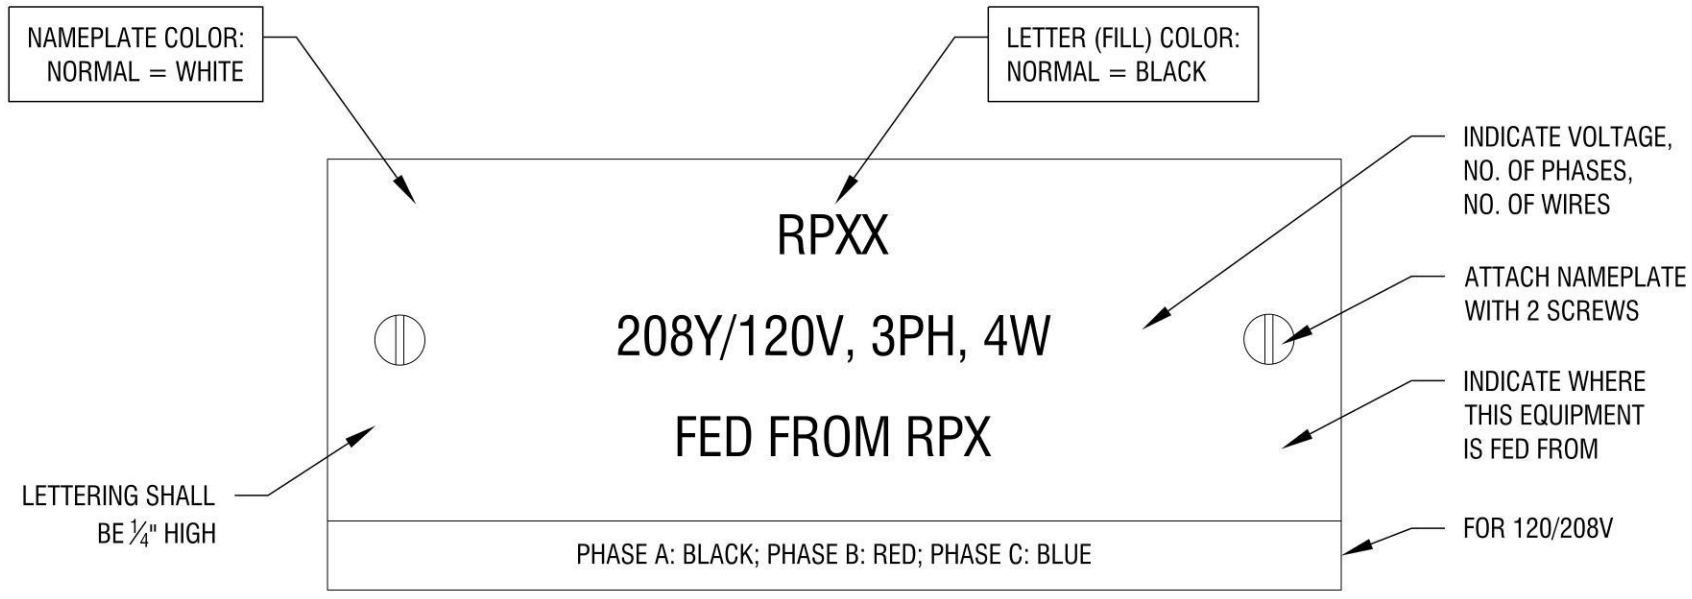 NAMEPLATE COLOR:
NORMAL = WHITE
LETTER (FILL) COLOR:
NORMAL = BLACK
INDICATE VOLTAGE,
NO. OF PHASES,
NO. OF WIRES
RPXX
ATTACH NAMEPLATE
WITH 2 SCREWS
208Y/120V, 3PH, 4W
INDICATE WHERE
THIS EQUIPMENT
IS FED FROM
FED FROM RPX
LETTERING SHALL
BE ¼" HIGH
FOR 120/208V
PHASE A: BLACK; PHASE B: RED; PHASE C: BLUE